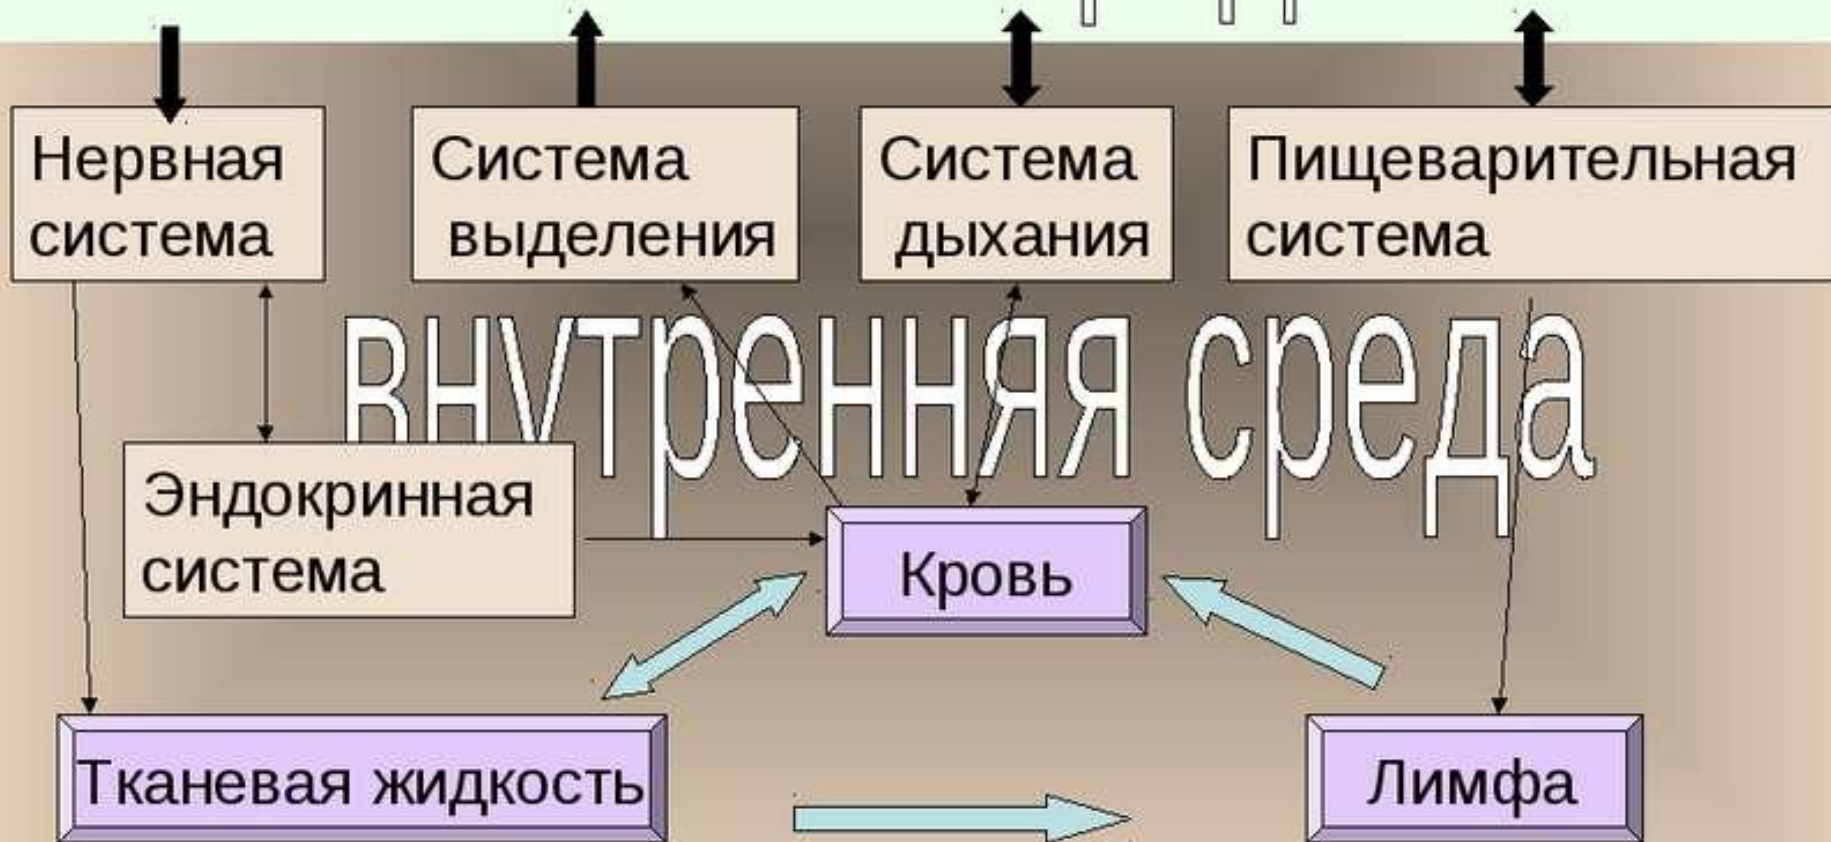 Нервная
система
Система
выделения
Система
дыхания
Пищеварительная
система
внутренняя среда
Эндокринная
система
Кровь
Тканевая жидкость
Лимфа